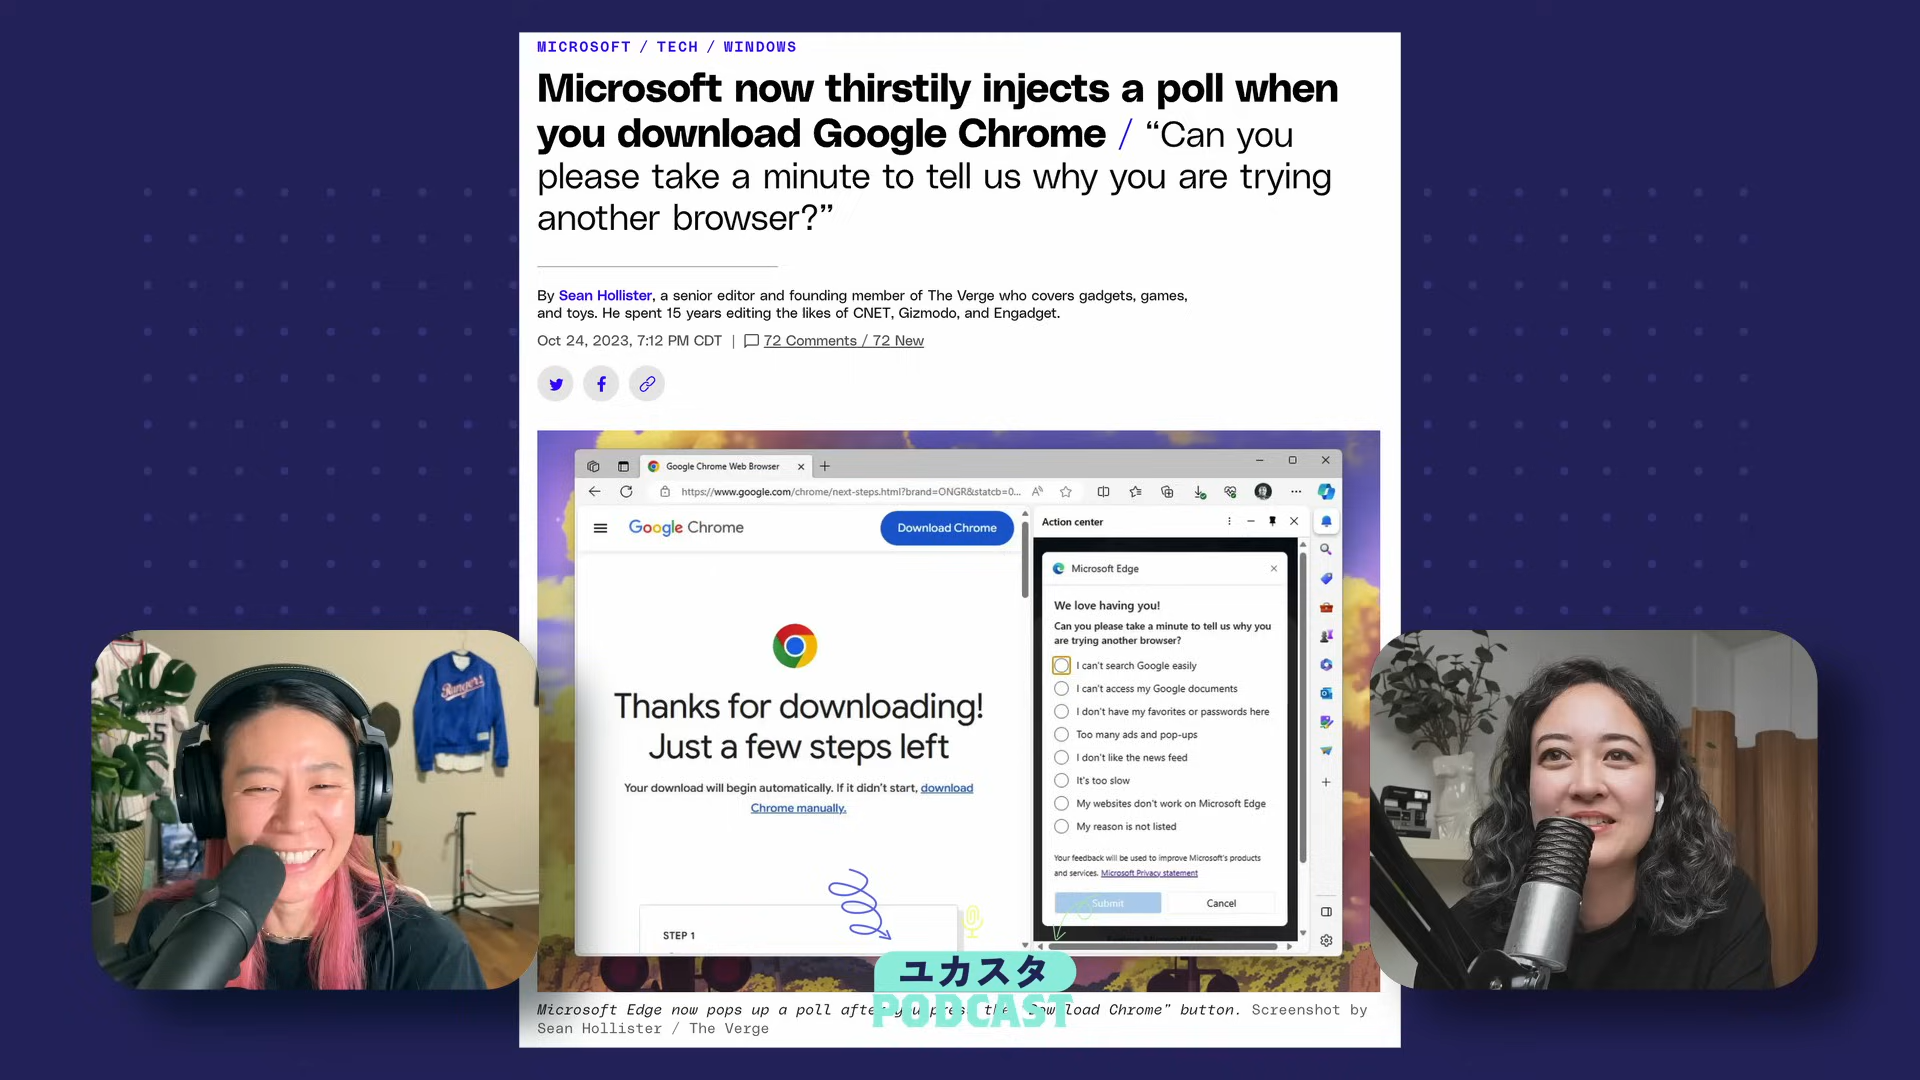 MICROSOFT / TECH / WINDOWS
Microsoft now thirstily injects a poll when
you download Google Chrome / “Can you
please take a minute to tell us why you are trying
another browser?”
By Sean Hollister, a senior editor and founding member of The Verge who covers gadgets, games,
and toys. He spent 15 years editing the likes of CNET, Gizmodo, and Engadget.
Oct 24, 2023, 7:12 PM CDT | 72 Comments / 72 New
Google Chrome Web Browser
https://www.google.com/chrome/next-steps.html?brand=ONGR&statcb=0...
Google Chrome
Download Chrome
Thanks for downloading!
Just a few steps left
Your download will begin automatically. If it didn't start, download
Chrome manually.
STEP 1
Action center
Microsoft Edge
We love having you!
Can you please take a minute to tell us why you
are trying another browser?
I can't search Google easily
I can't access my Google documents
I don't have my favorites or passwords here
Too many ads and pop-ups
I don't like the news feed
It's too slow
My websites don't work on Microsoft Edge
My reason is not listed
Your feedback will be used to improve Microsoft's products
and services. Microsoft Privacy statement
Submit
Cancel
Rangers
ユカスタ
PODCAST
Microsoft Edge now pops up a poll after you press the “Download Chrome” button. Screenshot by
Sean Hollister / The Verge